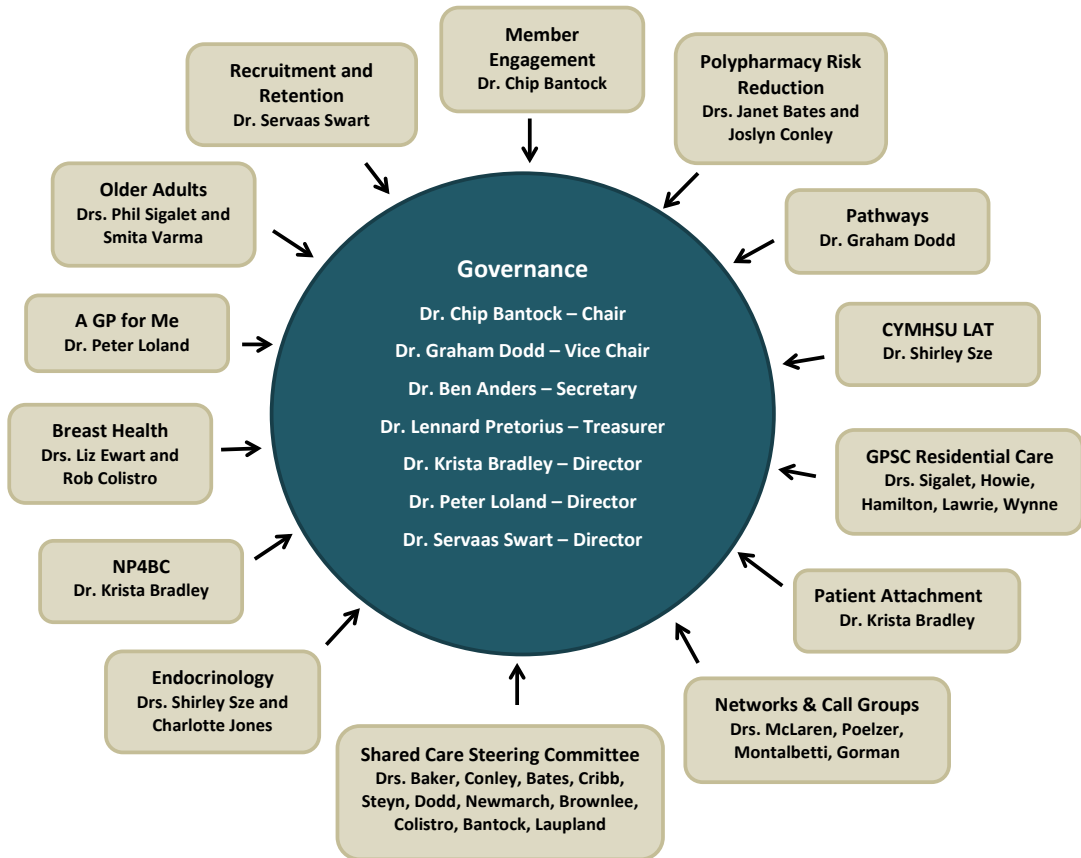 Member
Engagement
Dr. Chip Bantock
Polypharmacy Risk
Reduction
Drs. Janet Bates and
Joslyn Conley
Pathways
Dr. Graham Dodd
CYMHSU LAT
Dr. Shirley Sze
GPSC Residential Care
Drs. Sigalet, Howie,
Hamilton, Lawrie, Wynne
Patient Attachment
Dr. Krista Bradley
Networks & Call Groups
Drs. McLaren, Poelzer,
Montalbetti, Gorman
Shared Care Steering Committee
Drs. Baker, Conley, Bates, Cribb,
Steyn, Dodd, Newmarch, Brownlee,
Colistro, Bantock, Laupland
Endocrinology
Drs. Shirley Sze and
Charlotte Jones
NP4BC
Dr. Krista Bradley
Breast Health
Drs. Liz Ewart and
Rob Colistro
A GP for Me
Dr. Peter Loland
Older Adults
Drs. Phil Sigalet and
Smita Varma
Recruitment and
Retention
Dr. Servaas Swart
Governance
Dr. Chip Bantock – Chair
Dr. Graham Dodd – Vice Chair
Dr. Ben Anders – Secretary
Dr. Lennard Pretorius – Treasurer
Dr. Krista Bradley – Director
Dr. Peter Loland – Director
Dr. Servaas Swart – Director